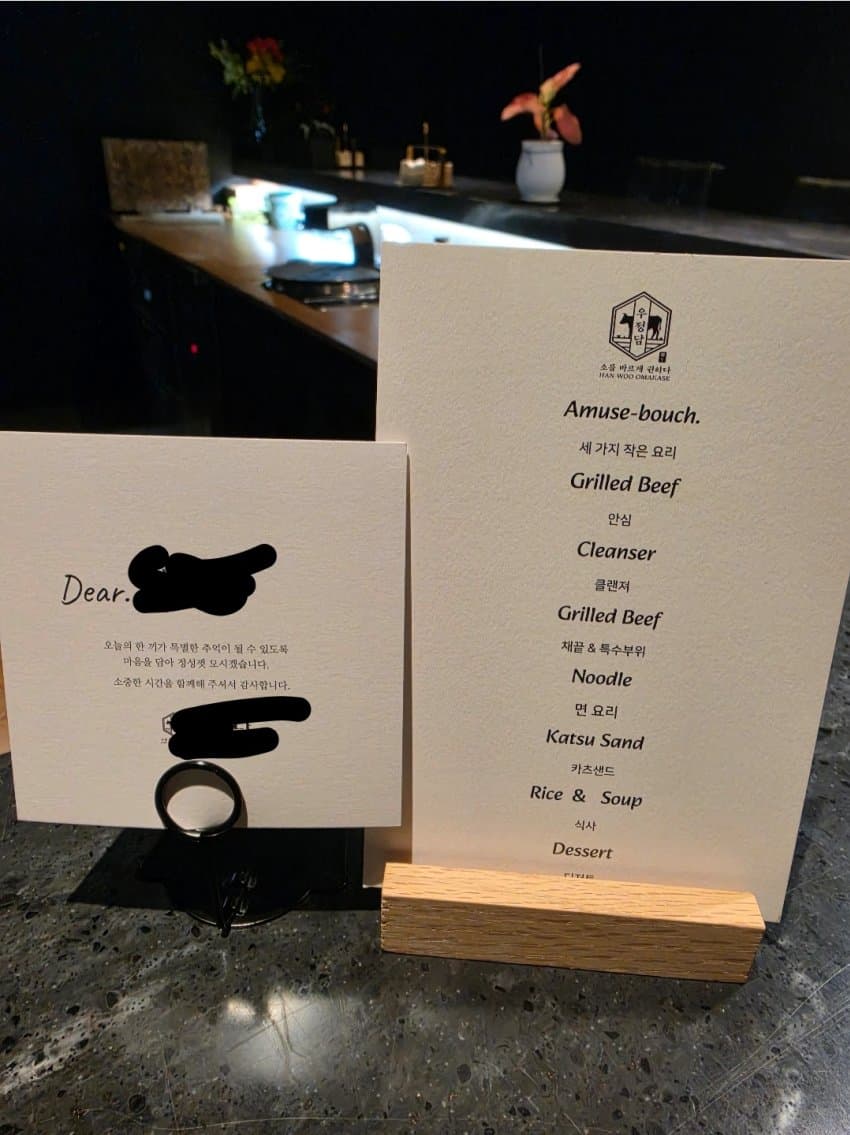 Dear.
오늘의 한 끼가 특별한 추억이 될 수 있도록
마음을 담아 정성껏 모시겠습니다.
소중한 시간을 함께해 주셔서 감사합니다.
우정담
소를 바르게 권하다
HAN WOO OMAKASE
Amuse-bouch.
세 가지 작은 요리
Grilled Beef
안심
Cleanser
클랜져
Grilled Beef
채끝 & 특수부위
Noodle
면 요리
Katsu Sand
카츠샌드
Rice & Soup
식사
Dessert